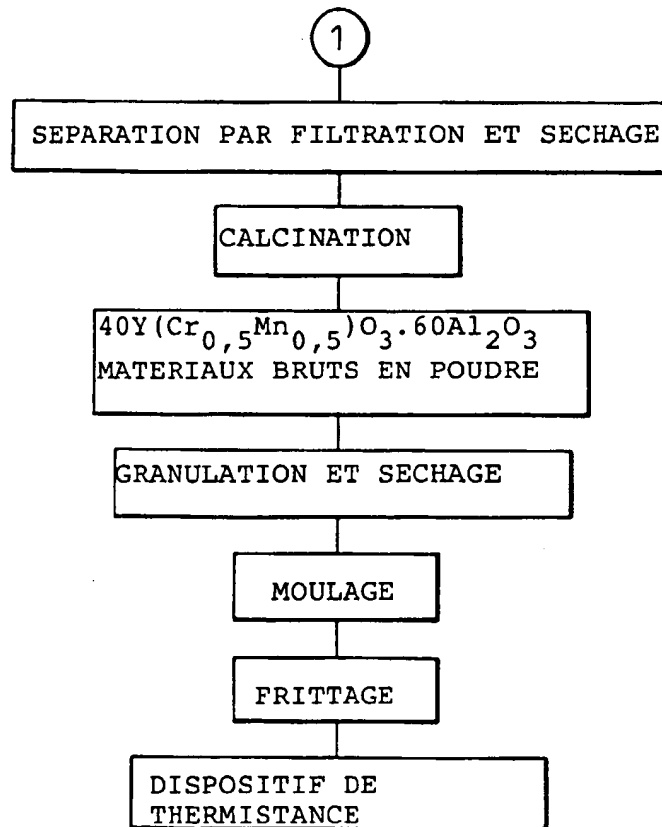 1
SEPARATION PAR FILTRATION ET SECHAGE
CALCINATION
40Y(Cr0,5Mn0,5)O3.60Al2O3
MATERIAUX BRUTS EN POUDRE
GRANULATION ET SECHAGE
MOULAGE
FRITTAGE
DISPOSITIF DE
THERMISTANCE